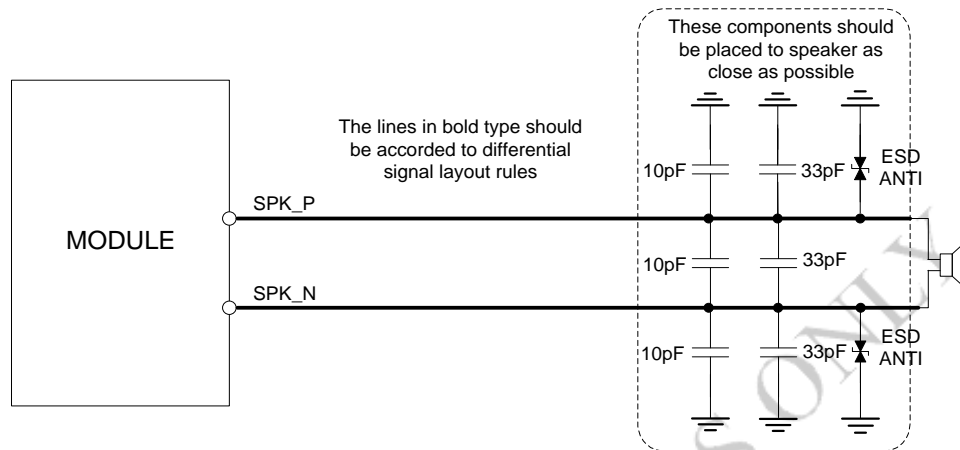 These components should
be placed to speaker as
close as possible
The lines in bold type should
be accorded to differential
signal layout rules
10pF
33pF
ESD
ANTI
SPK_P
MODULE
10pF
33pF
SPK_N
10pF
33pF
ESD
ANTI
S ONLY